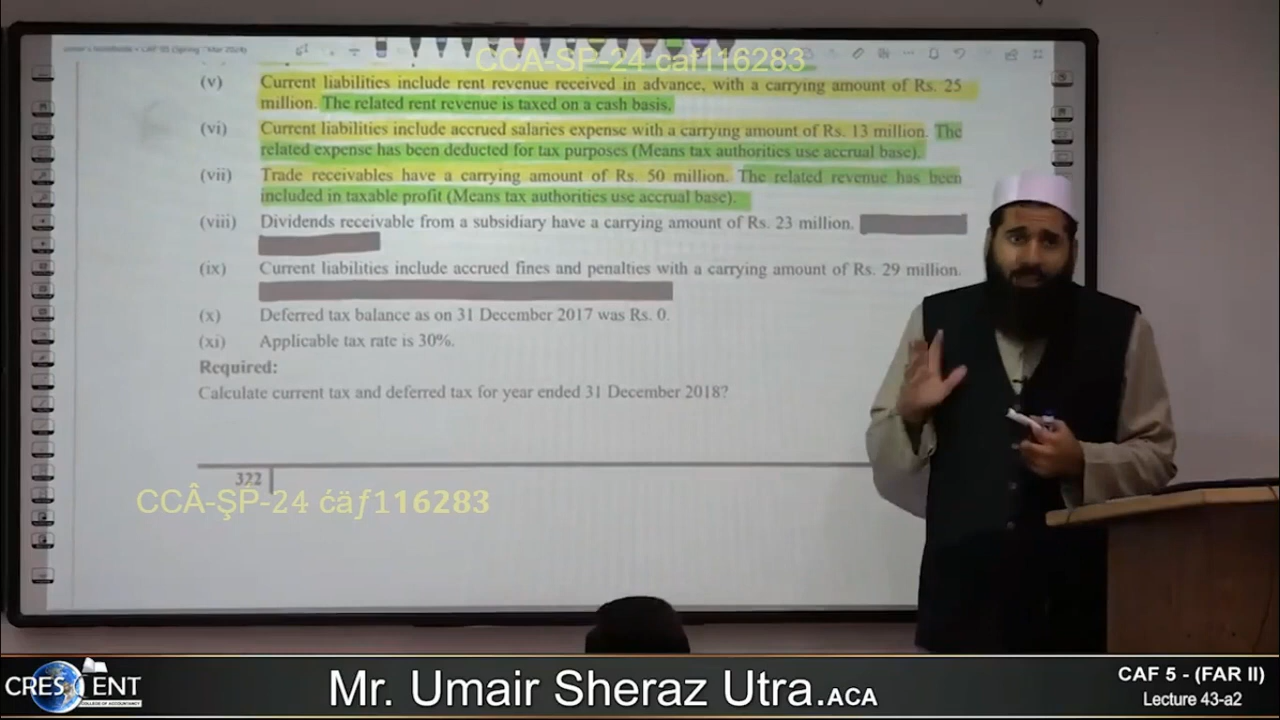 CCA-SP-24 caf116283
(v) Current liabilities include rent revenue received in advance, with a carrying amount of Rs. 25
million. The related rent revenue is taxed on a cash basis.
(vi) Current liabilities include accrued salaries expense with a carrying amount of Rs. 13 million. The
related expense has been deducted for tax purposes (Means tax authorities use accrual base).
(vii) Trade receivables have a carrying amount of Rs. 50 million. The related revenue has been
included in taxable profit (Means tax authorities use accrual base).
(viii) Dividends receivable from a subsidiary have a carrying amount of Rs. 23 million.
(ix) Current liabilities include accrued fines and penalties with a carrying amount of Rs. 29 million.
(x) Deferred tax balance as on 31 December 2017 was Rs. 0.
(xi) Applicable tax rate is 30%.
Required:
Calculate current tax and deferred tax for year ended 31 December 2018?
322
CCÂ-ŞṔ-24 ćäƒ116283
CRESCENT
COLLEGE OF ACCOUNTANCY
Mr. Umair Sheraz Utra.ACA
CAF 5 - (FAR II)
Lecture 43-a2